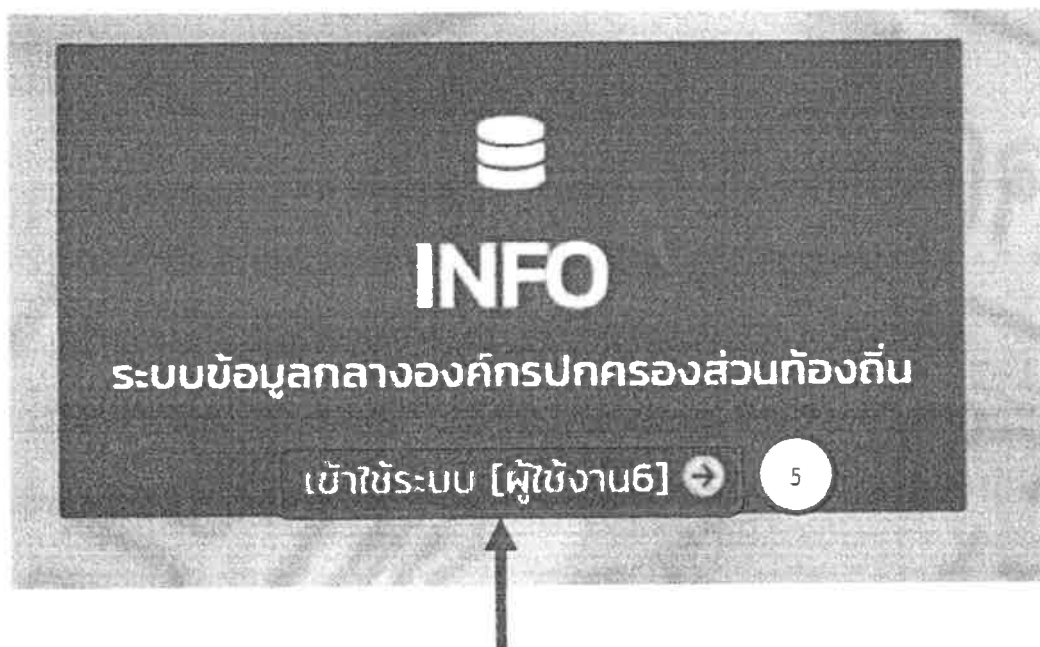 INFO
ระบบข้อมูลกลางองค์กรปกครองส่วนท้องถิ่น
เข้าใช้ระบบ [ผู้ใช้งาน6] 5